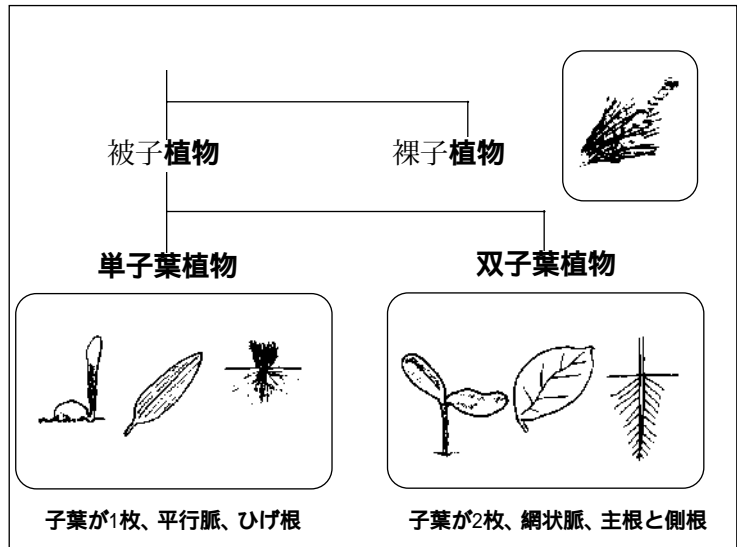 被子植物
裸子植物
単子葉植物
双子葉植物
子葉が1枚、平行脈、ひげ根
子葉が2枚、網状脈、主根と側根